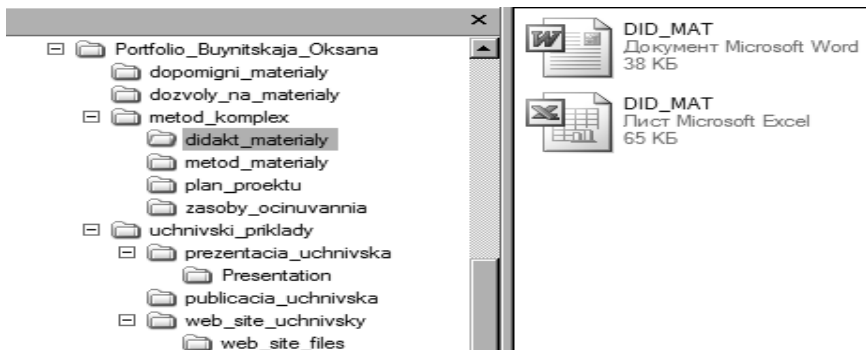 Portfolio_Buynitskaja_Oksana
dopomigni_materialy
dozvoly_na_materialy
metod_komplex
didakt_materialy
metod_materialy
plan_proektu
zasoby_ocinuvannia
uchnivski_priklady
prezentacia_uchnivska
Presentation
publicacia_uchnivska
web_site_uchnivsky
web_site_files
DID_MAT
Документ Microsoft Word
38 КБ
DID_MAT
Лист Microsoft Excel
65 КБ